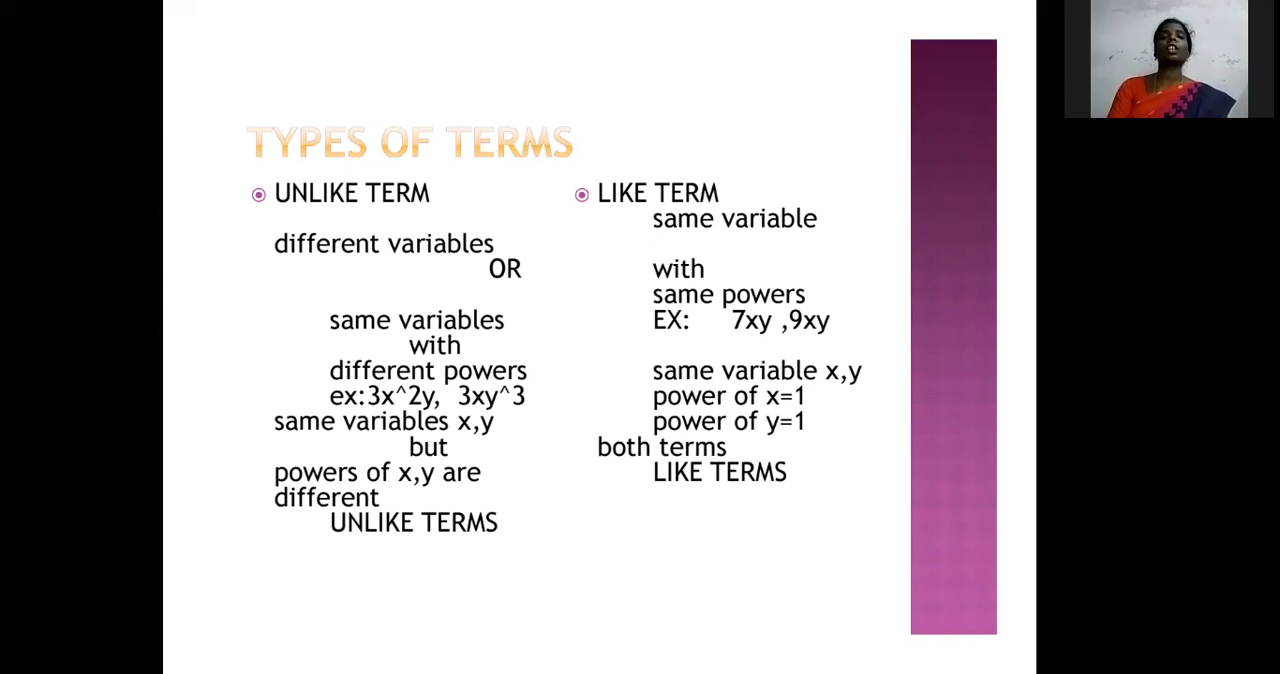 TYPES OF TERMS
UNLIKE TERM
different variables
OR
same variables
with
different powers
ex:3x^2y, 3xy^3
same variables x,y
but
powers of x,y are
different
UNLIKE TERMS
LIKE TERM
same variable
with
same powers
EX: 7xy ,9xy
same variable x,y
power of x=1
power of y=1
both terms
LIKE TERMS